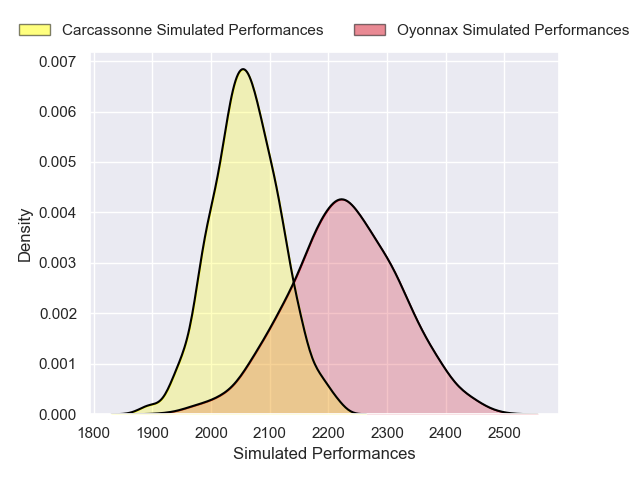 Carcassonne Simulated Performances
Oyonnax Simulated Performances
0.007
0.006
0.005
0.004
0.003
0.002
0.001
0.000
Density
1800 1900 2000 2100 2200 2300 2400 2500
Simulated Performances